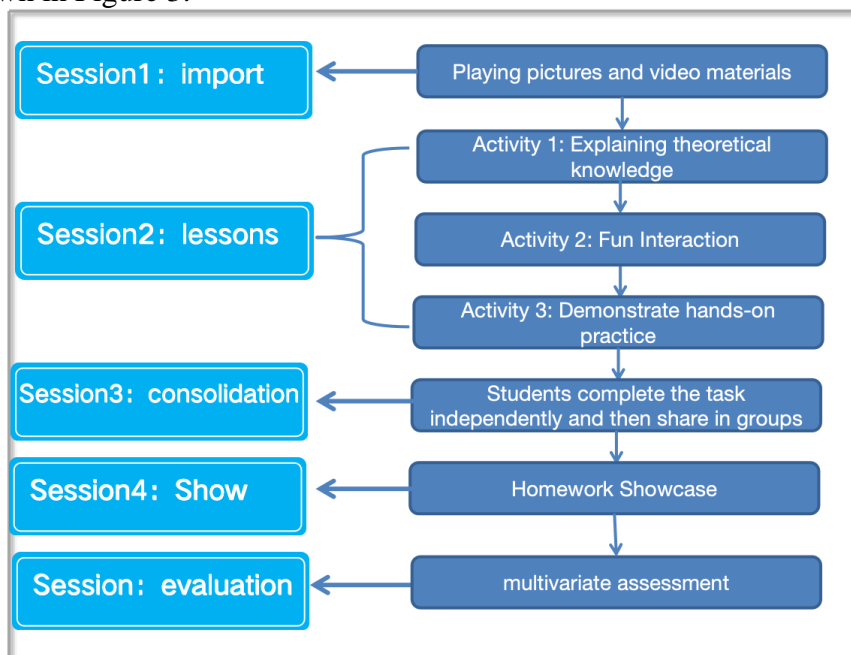 Session1: import
Playing pictures and video materials
Activity 1: Explaining theoretical
knowledge
Session2: lessons
Activity 2: Fun Interaction
Activity 3: Demonstrate hands-on
practice
Session3: consolidation
Students complete the task
independently and then share in groups
Session4: Show
Homework Showcase
Session: evaluation
multivariate assessment